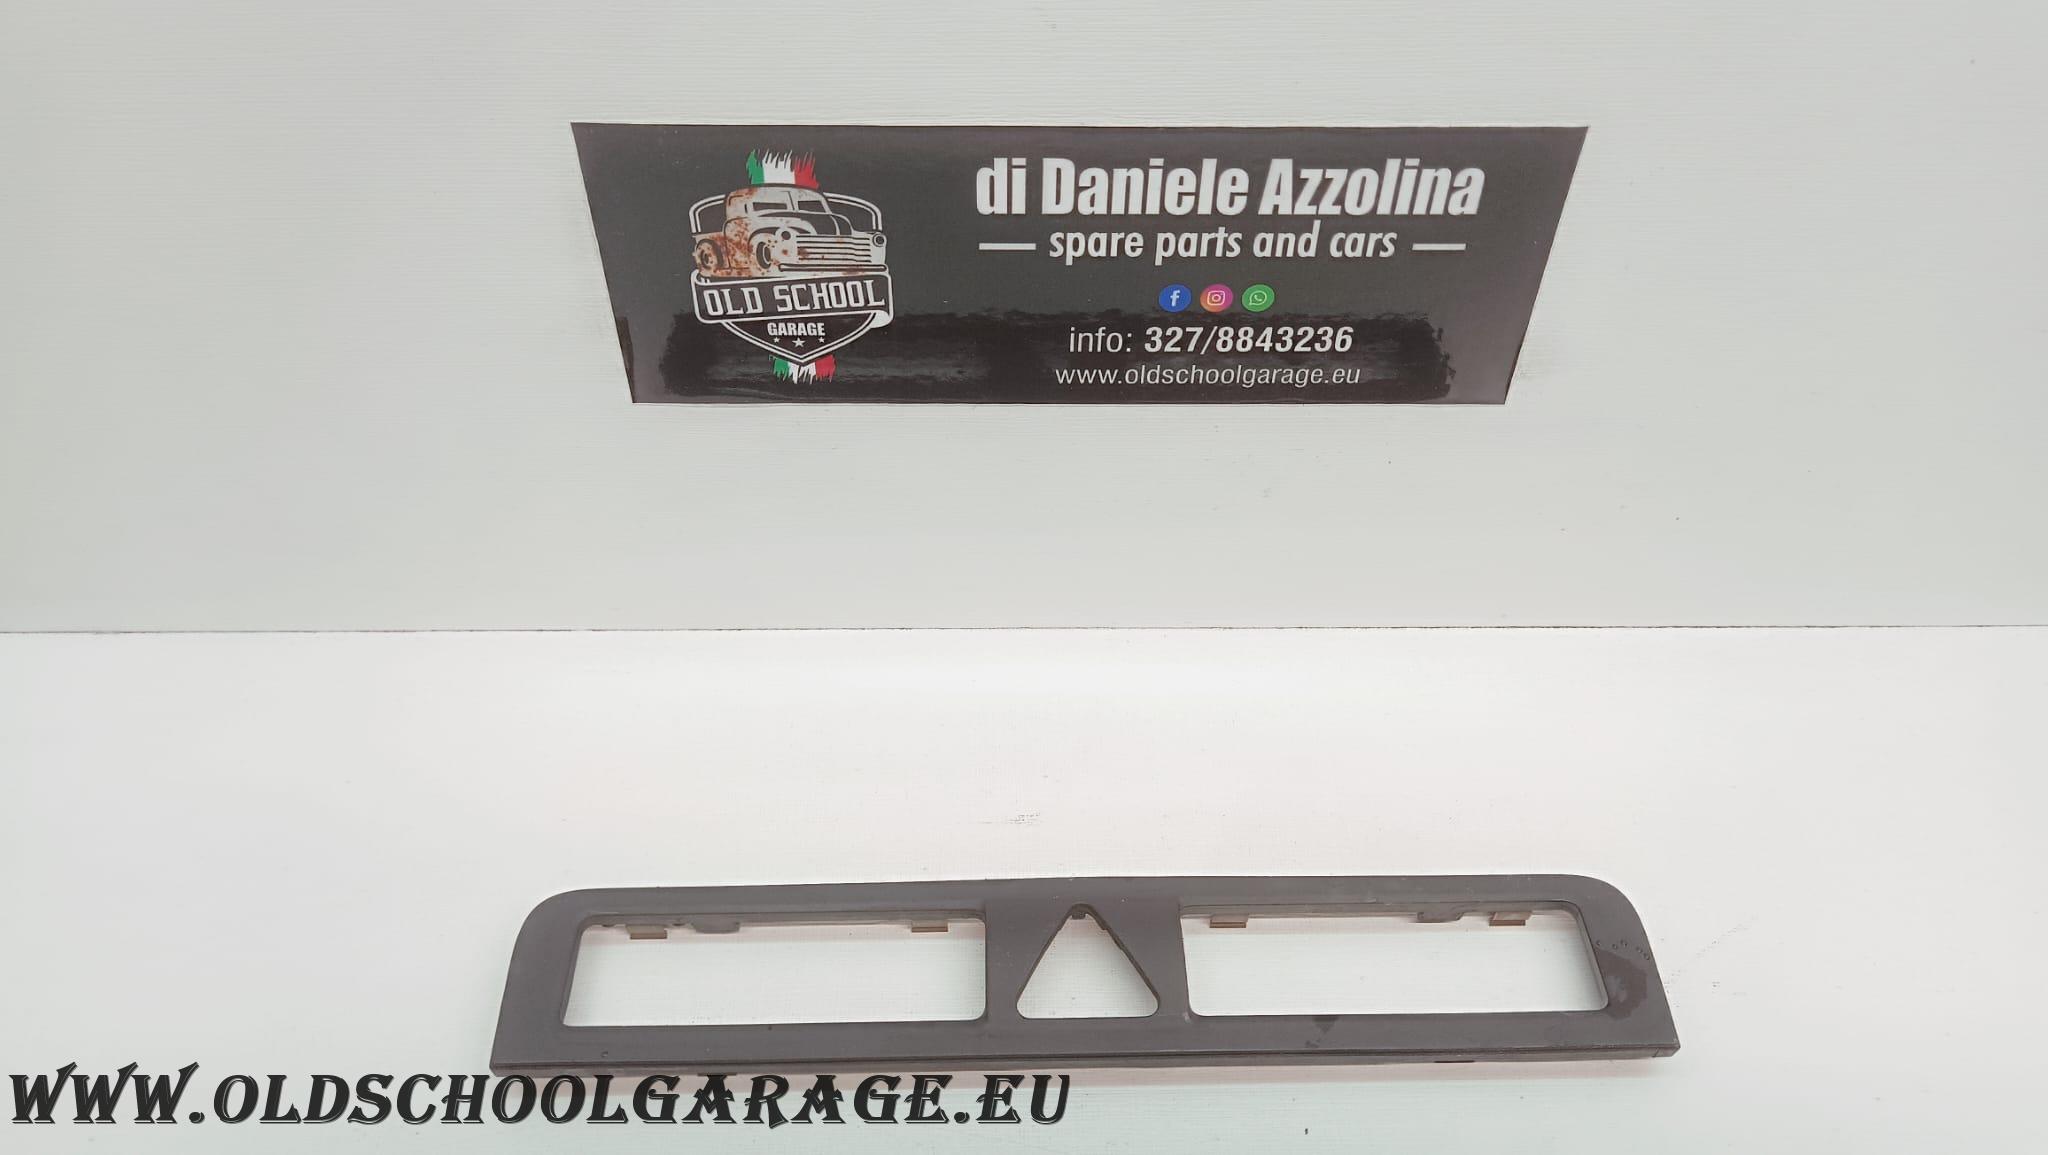 di Daniele Azzolina
spare parts and cars
OLD SCHOOL
GARAGE
info: 327/8843236
www.oldschoolgarage.eu
WWW.OLDSCHOOLGARAGE.EU